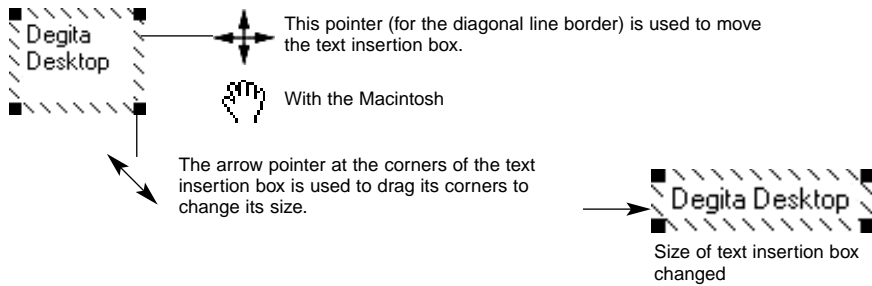 Degita
Desktop
This pointer (for the diagonal line border) is used to move
the text insertion box.
With the Macintosh
The arrow pointer at the corners of the text
insertion box is used to drag its corners to
change its size.
Degita Desktop
Size of text insertion box
changed